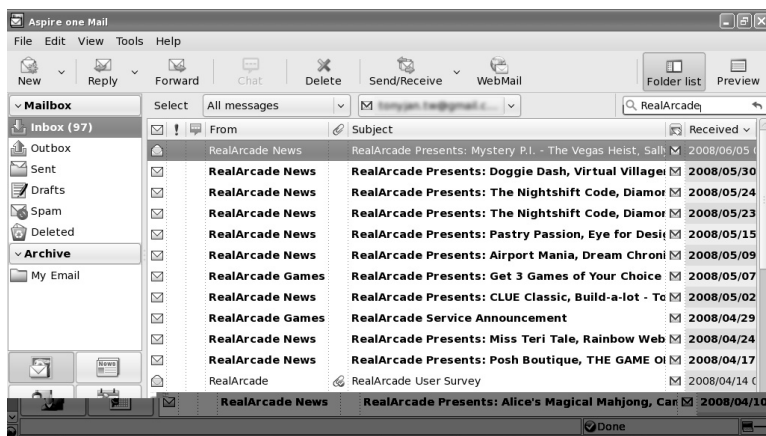 Aspire one Mail
File Edit View Tools Help
New Reply Forward Chat Delete Send/Receive WebMail Folder list Preview
Mailbox Select All messages RealArcade
Inbox (97) ! From Subject Received
Outbox RealArcade News RealArcade Presents: Mystery P.I. - The Vegas Heist, Sall 2008/06/05
Sent RealArcade News RealArcade Presents: Doggie Dash, Virtual Village 2008/05/30
Drafts RealArcade News RealArcade Presents: The Nightshift Code, Diamor 2008/05/24
Spam RealArcade News RealArcade Presents: The Nightshift Code, Diamor 2008/05/23
Deleted RealArcade News RealArcade Presents: Pastry Passion, Eye for Desi 2008/05/15
Archive RealArcade News RealArcade Presents: Airport Mania, Dream Chroni 2008/05/09
My Email RealArcade Games RealArcade Presents: Get 3 Games of Your Choice 2008/05/07
RealArcade News RealArcade Presents: CLUE Classic, Build-a-lot - To 2008/05/02
RealArcade Games RealArcade Service Announcement 2008/04/29
RealArcade News RealArcade Presents: Miss Teri Tale, Rainbow Web 2008/04/24
RealArcade News RealArcade Presents: Posh Boutique, THE GAME O 2008/04/17
News RealArcade RealArcade User Survey 2008/04/14
RealArcade News RealArcade Presents: Alice's Magical Mahjong, Car 2008/04/10
Done